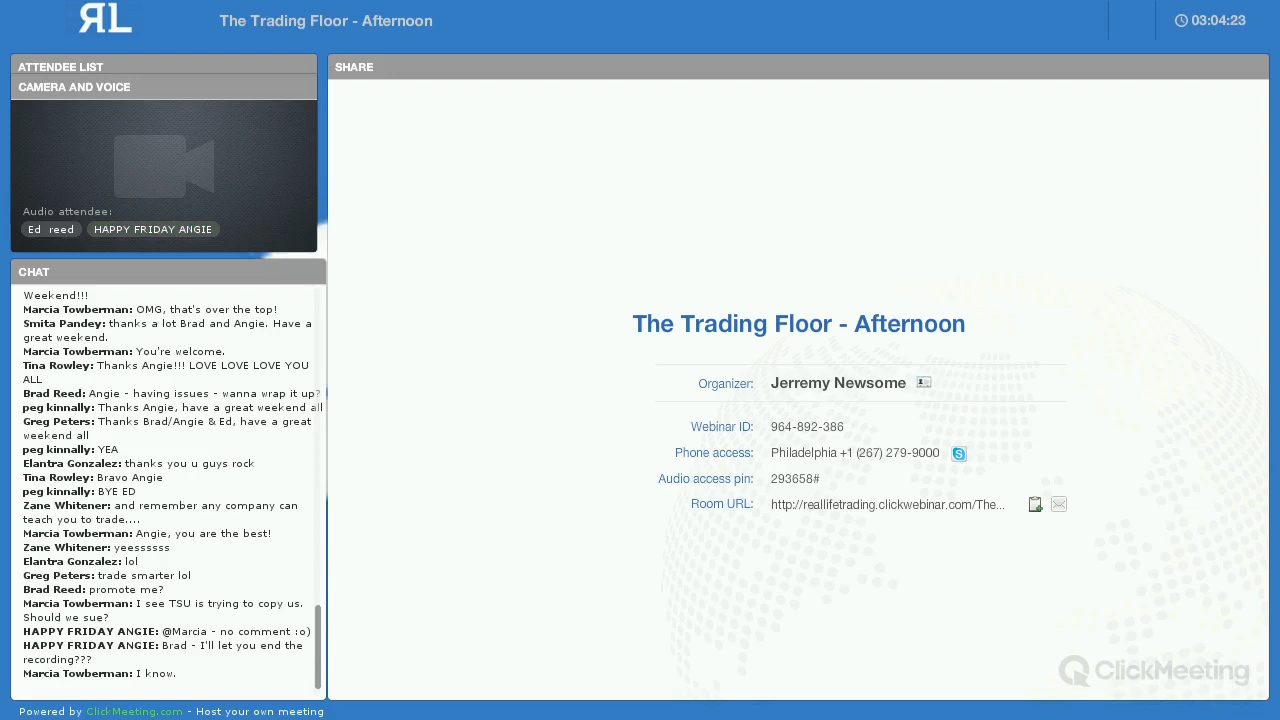 RL
The Trading Floor - Afternoon
03:04:23
ATTENDEE LIST
CAMERA AND VOICE
Audio attendee:
Ed reed
HAPPY FRIDAY ANGIE
CHAT
Weekend!!!
Marcia Towberman: OMG, that's over the top!
Smita Pandey: thanks a lot Brad and Angie. Have a
great weekend.
Marcia Towberman: You're welcome.
Tina Rowley: Thanks Angie!!! LOVE LOVE LOVE YOU
ALL
Brad Reed: Angie - having issues - wanna wrap it up?
peg kinnally: Thanks Angie, have a great weekend all
Greg Peters: Thanks Brad/Angie & Ed, have a great
weekend all
peg kinnally: YEA
Elantra Gonzalez: thanks you u guys rock
Tina Rowley: Bravo Angie
peg kinnally: BYE ED
Zane Whitener: and remember any company can
teach you to trade....
Marcia Towberman: Angie, you are the best!
Zane Whitener: yeessssss
Elantra Gonzalez: lol
Greg Peters: trade smarter lol
Brad Reed: promote me?
Marcia Towberman: I see TSU is trying to copy us.
Should we sue?
HAPPY FRIDAY ANGIE: @Marcia - no comment :o)
HAPPY FRIDAY ANGIE: Brad - I'll let you end the
recording???
Marcia Towberman: I know.
Powered by ClickMeeting.com - Host your own meeting
SHARE
The Trading Floor - Afternoon
Organizer: Jerremy Newsome
Webinar ID: 964-892-386
Phone access: Philadelphia +1 (267) 279-9000
Audio access pin: 293658#
Room URL: http://reallifetrading.clickwebinar.com/The...
ClickMeeting